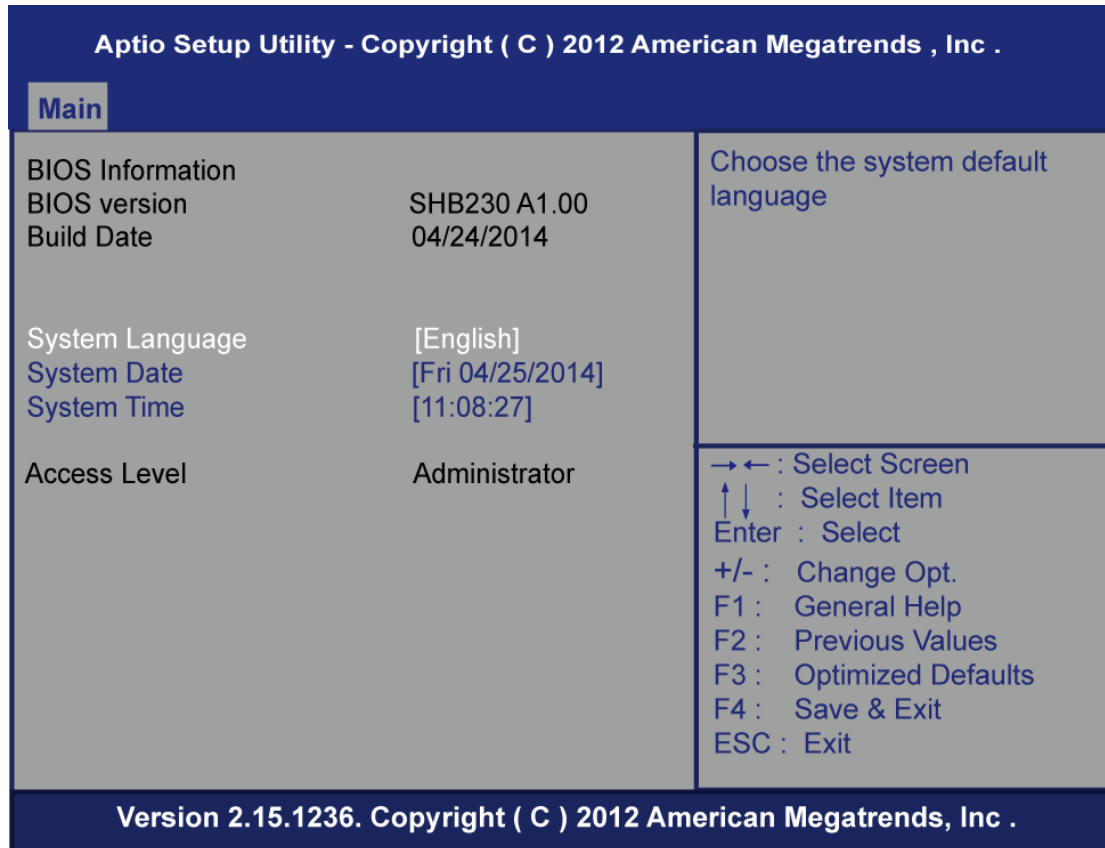 Aptio Setup Utility - Copyright ( C ) 2012 American Megatrends , Inc .
Main
BIOS Information
BIOS version SHB230 A1.00
Build Date 04/24/2014
System Language [English]
System Date [Fri 04/25/2014]
System Time [11:08:27]
Access Level Administrator
Choose the system default
language
→ ← : Select Screen
↑ ↓ : Select Item
Enter : Select
+/- : Change Opt.
F1 : General Help
F2 : Previous Values
F3 : Optimized Defaults
F4 : Save & Exit
ESC : Exit
Version 2.15.1236. Copyright ( C ) 2012 American Megatrends, Inc .